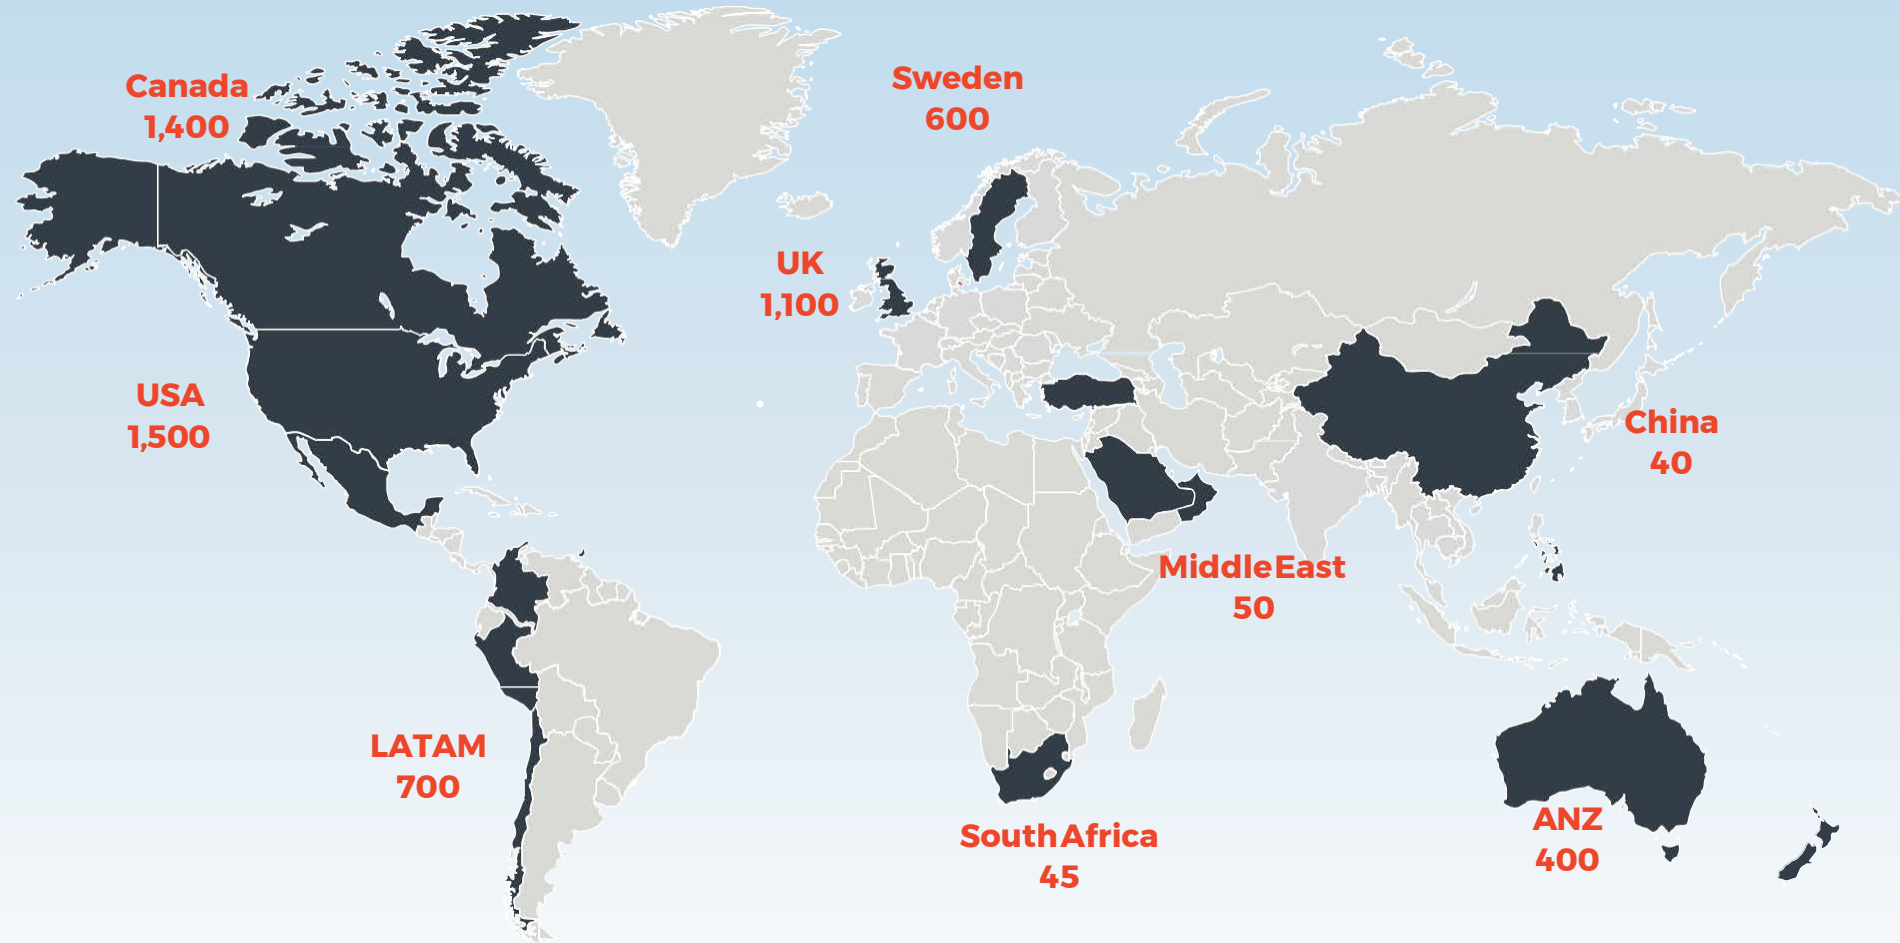 Canada
1,400
Sweden
600
UK
1,100
USA
1,500
China
40
Middle East
50
LATAM
700
South Africa
45
ANZ
400